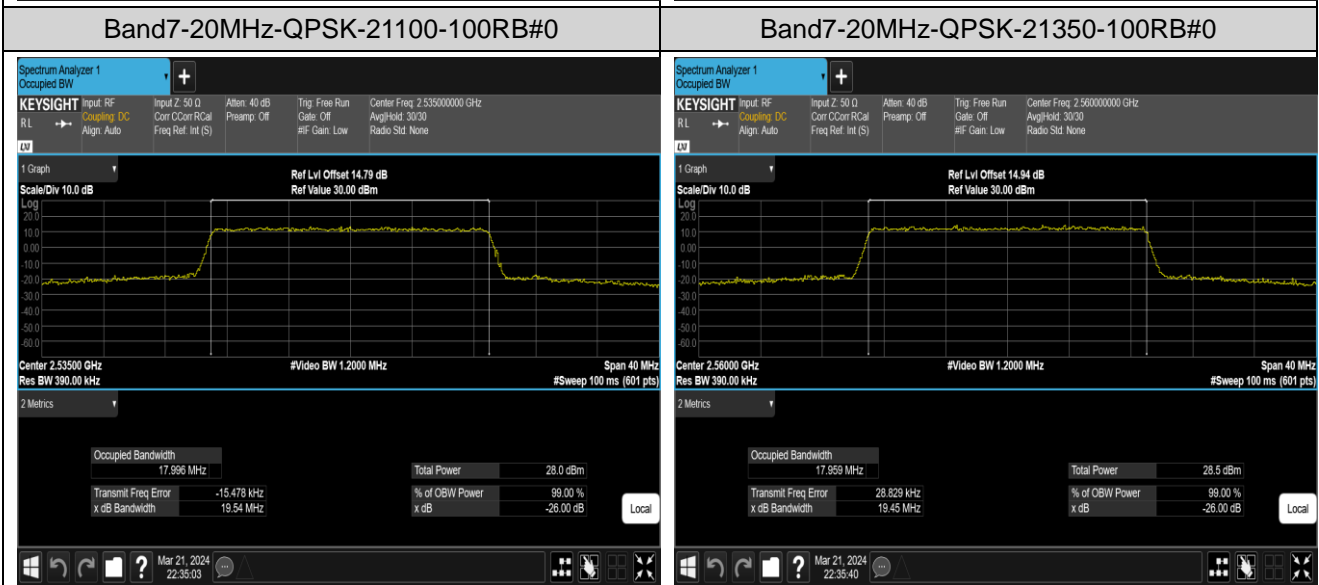 Band7-20MHz-QPSK-21100-100RB#0
Spectrum Analyzer 1
Occupied BW
KEYSIGHT
RL
Input: RF
Coupling: DC
Align: Auto
Input Z: 50 Ω
Corr CCorr RCal
Freq Ref: Int (S)
Atten: 40 dB
Preamp: Off
Trig: Free Run
Gate: Off
#IF Gain: Low
Center Freq: 2.535000000 GHz
Avg|Hold: 30/30
Radio Std: None
LXI
1 Graph
Scale/Div 10.0 dB
Ref Lvl Offset 14.79 dB
Ref Value 30.00 dBm
Log
20.0
10.0
0.00
-10.0
-20.0
-30.0
-40.0
-50.0
-60.0
Center 2.53500 GHz
#Video BW 1.2000 MHz
Span 40 MHz
Res BW 390.00 kHz
#Sweep 100 ms (601 pts)
2 Metrics
Occupied Bandwidth
17.996 MHz
Total Power 28.0 dBm
Transmit Freq Error -15.478 kHz
% of OBW Power 99.00 %
x dB Bandwidth 19.54 MHz
x dB -26.00 dB
Local
?
Mar 21, 2024
22:35:03
Band7-20MHz-QPSK-21350-100RB#0
Spectrum Analyzer 1
Occupied BW
KEYSIGHT
RL
Input: RF
Coupling: DC
Align: Auto
Input Z: 50 Ω
Corr CCorr RCal
Freq Ref: Int (S)
Atten: 40 dB
Preamp: Off
Trig: Free Run
Gate: Off
#IF Gain: Low
Center Freq: 2.560000000 GHz
Avg|Hold: 30/30
Radio Std: None
LXI
1 Graph
Scale/Div 10.0 dB
Ref Lvl Offset 14.94 dB
Ref Value 30.00 dBm
Log
20.0
10.0
0.00
-10.0
-20.0
-30.0
-40.0
-50.0
-60.0
Center 2.56000 GHz
#Video BW 1.2000 MHz
Span 40 MHz
Res BW 390.00 kHz
#Sweep 100 ms (601 pts)
2 Metrics
Occupied Bandwidth
17.959 MHz
Total Power 28.5 dBm
Transmit Freq Error 28.829 kHz
% of OBW Power 99.00 %
x dB Bandwidth 19.45 MHz
x dB -26.00 dB
Local
?
Mar 21, 2024
22:35:40